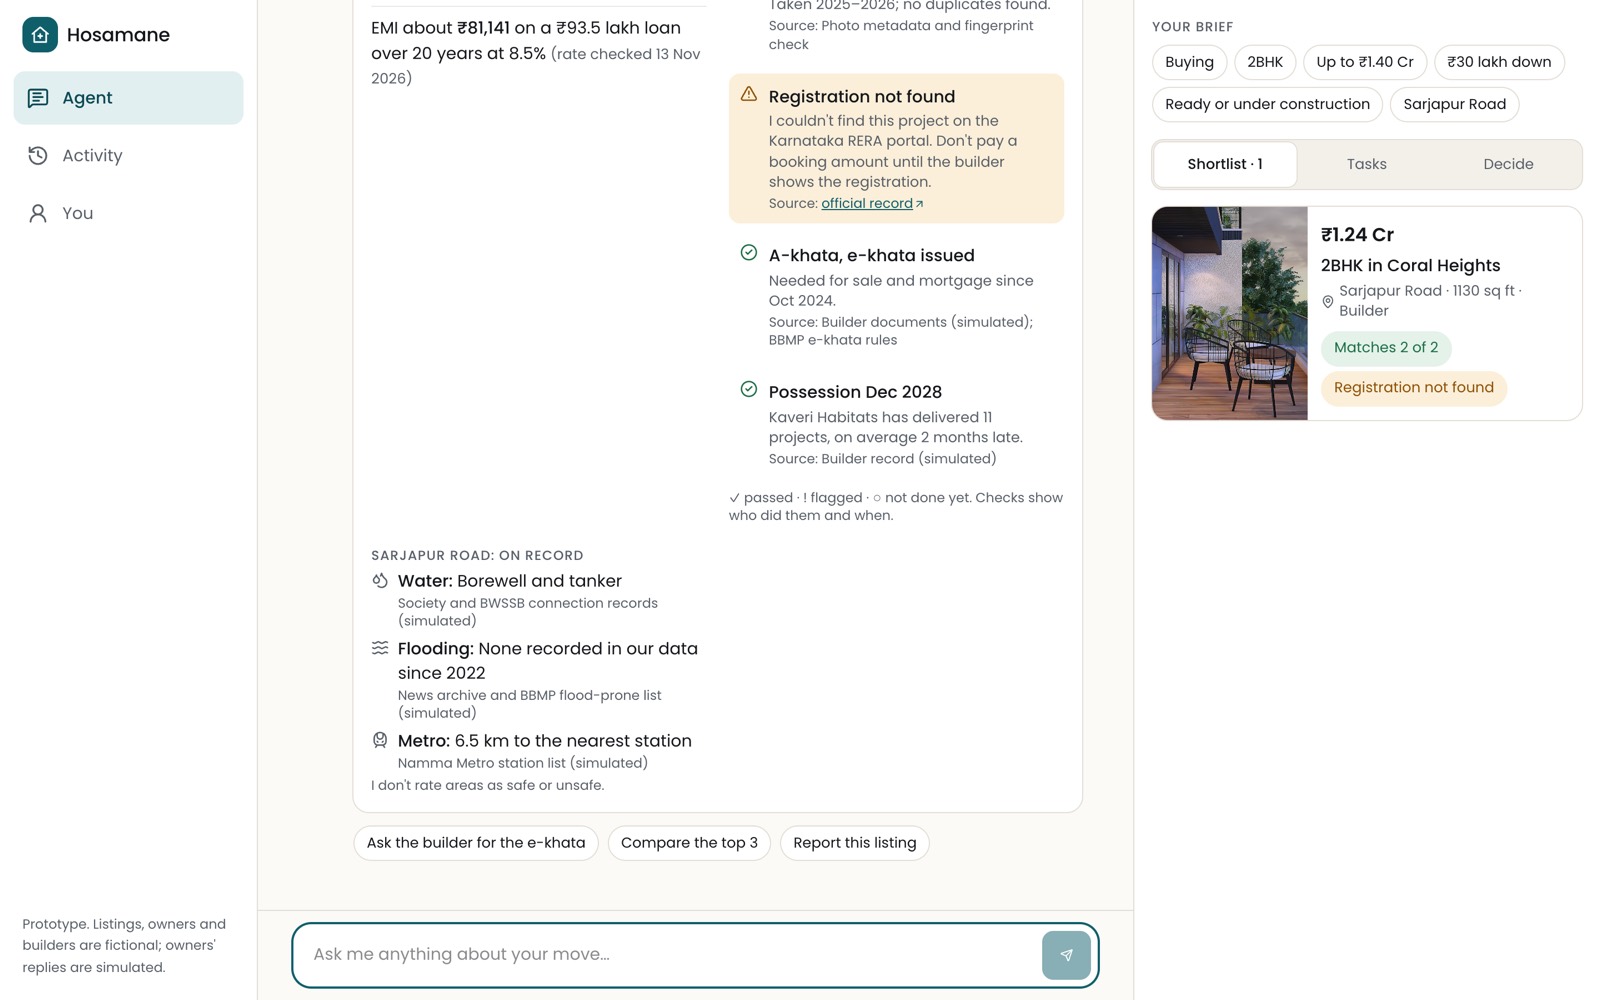 Hosamane
Agent
Activity
You
Prototype. Listings, owners and
builders are fictional; owners'
replies are simulated.
EMI about ₹81,141 on a ₹93.5 lakh loan
over 20 years at 8.5% (rate checked 13 Nov
2026)
Taken 2025–2026; no duplicates found.
Source: Photo metadata and fingerprint
check
Registration not found
I couldn't find this project on the
Karnataka RERA portal. Don't pay a
booking amount until the builder
shows the registration.
Source: official record↗
A-khata, e-khata issued
Needed for sale and mortgage since
Oct 2024.
Source: Builder documents (simulated);
BBMP e-khata rules
Possession Dec 2028
Kaveri Habitats has delivered 11
projects, on average 2 months late.
Source: Builder record (simulated)
✓ passed · ! flagged · ○ not done yet. Checks show
who did them and when.
SARJAPUR ROAD: ON RECORD
Water: Borewell and tanker
Society and BWSSB connection records
(simulated)
Flooding: None recorded in our data
since 2022
News archive and BBMP flood-prone list
(simulated)
Metro: 6.5 km to the nearest station
Namma Metro station list (simulated)
I don't rate areas as safe or unsafe.
Ask the builder for the e-khata
Compare the top 3
Report this listing
Ask me anything about your move…
YOUR BRIEF
Buying
2BHK
Up to ₹1.40 Cr
₹30 lakh down
Ready or under construction
Sarjapur Road
Shortlist · 1
Tasks
Decide
₹1.24 Cr
2BHK in Coral Heights
Sarjapur Road · 1130 sq ft ·
Builder
Matches 2 of 2
Registration not found